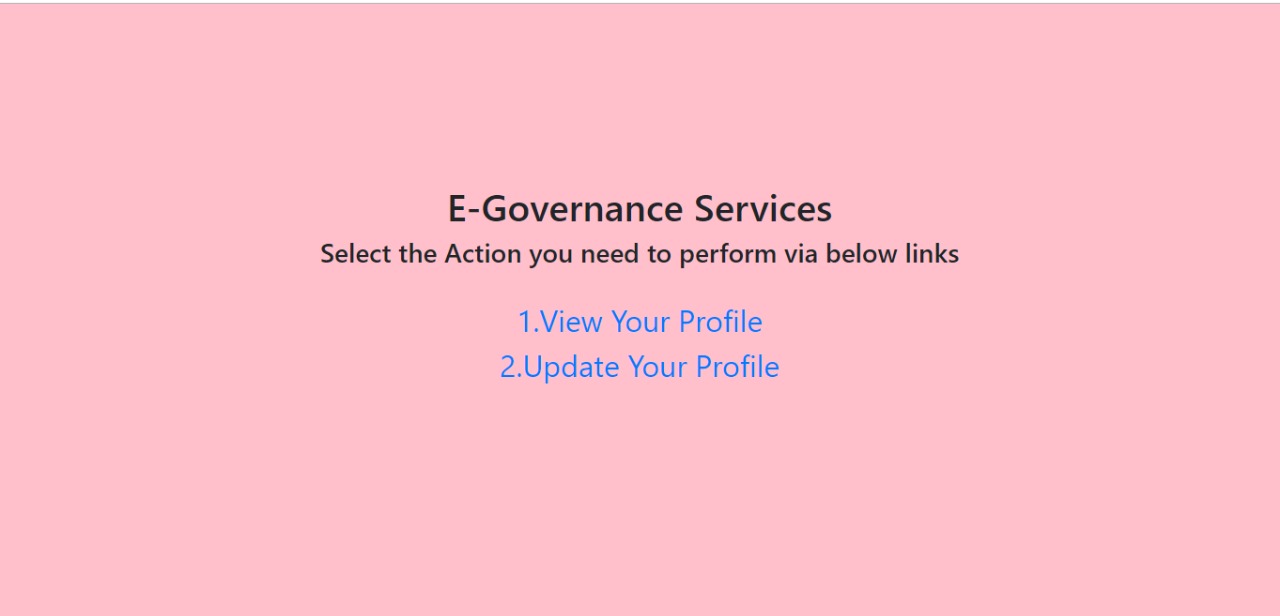 E-Governance Services
Select the Action you need to perform via below links
1.View Your Profile
2.Update Your Profile